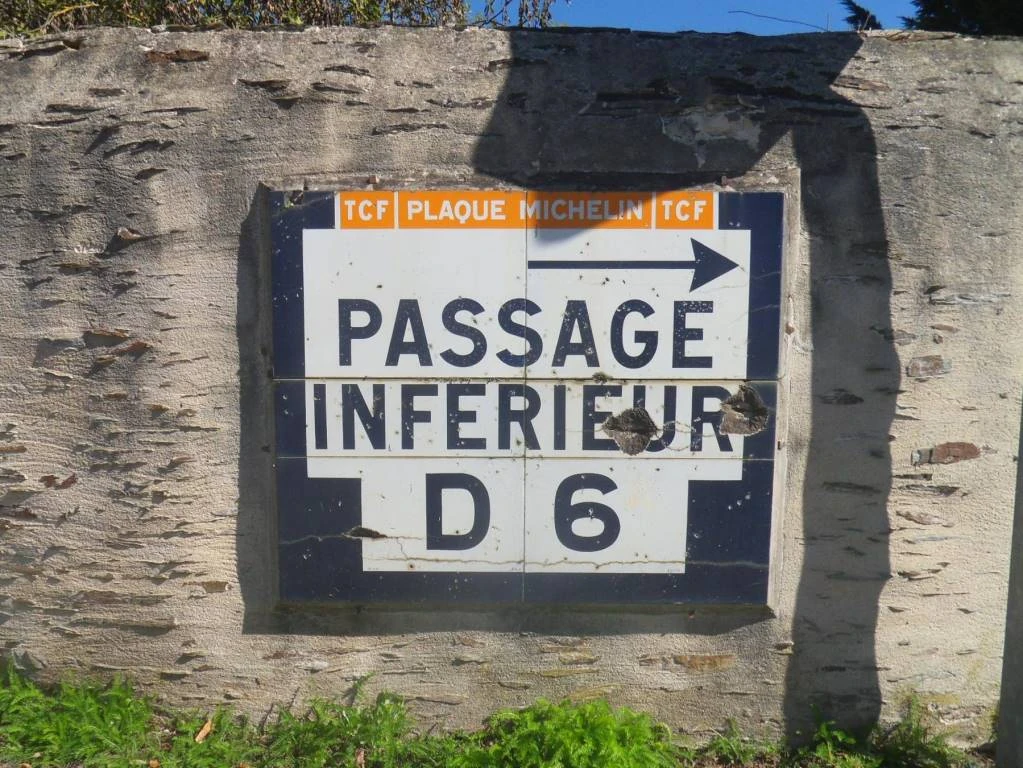 TCF PLAQUE MICHELIN TCF
PASSAGE
INFERIEUR
D 6